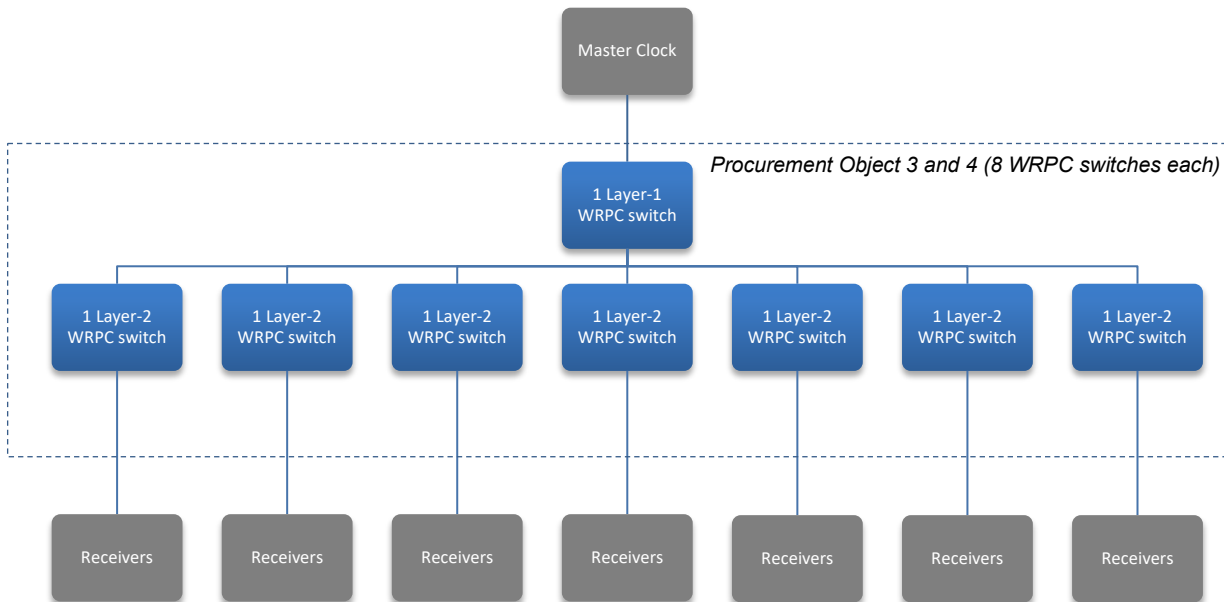 Master Clock
Procurement Object 3 and 4 (8 WRPC switches each)
1 Layer-1
WRPC switch
1 Layer-2
WRPC switch
1 Layer-2
WRPC switch
1 Layer-2
WRPC switch
1 Layer-2
WRPC switch
1 Layer-2
WRPC switch
1 Layer-2
WRPC switch
1 Layer-2
WRPC switch
Receivers
Receivers
Receivers
Receivers
Receivers
Receivers
Receivers